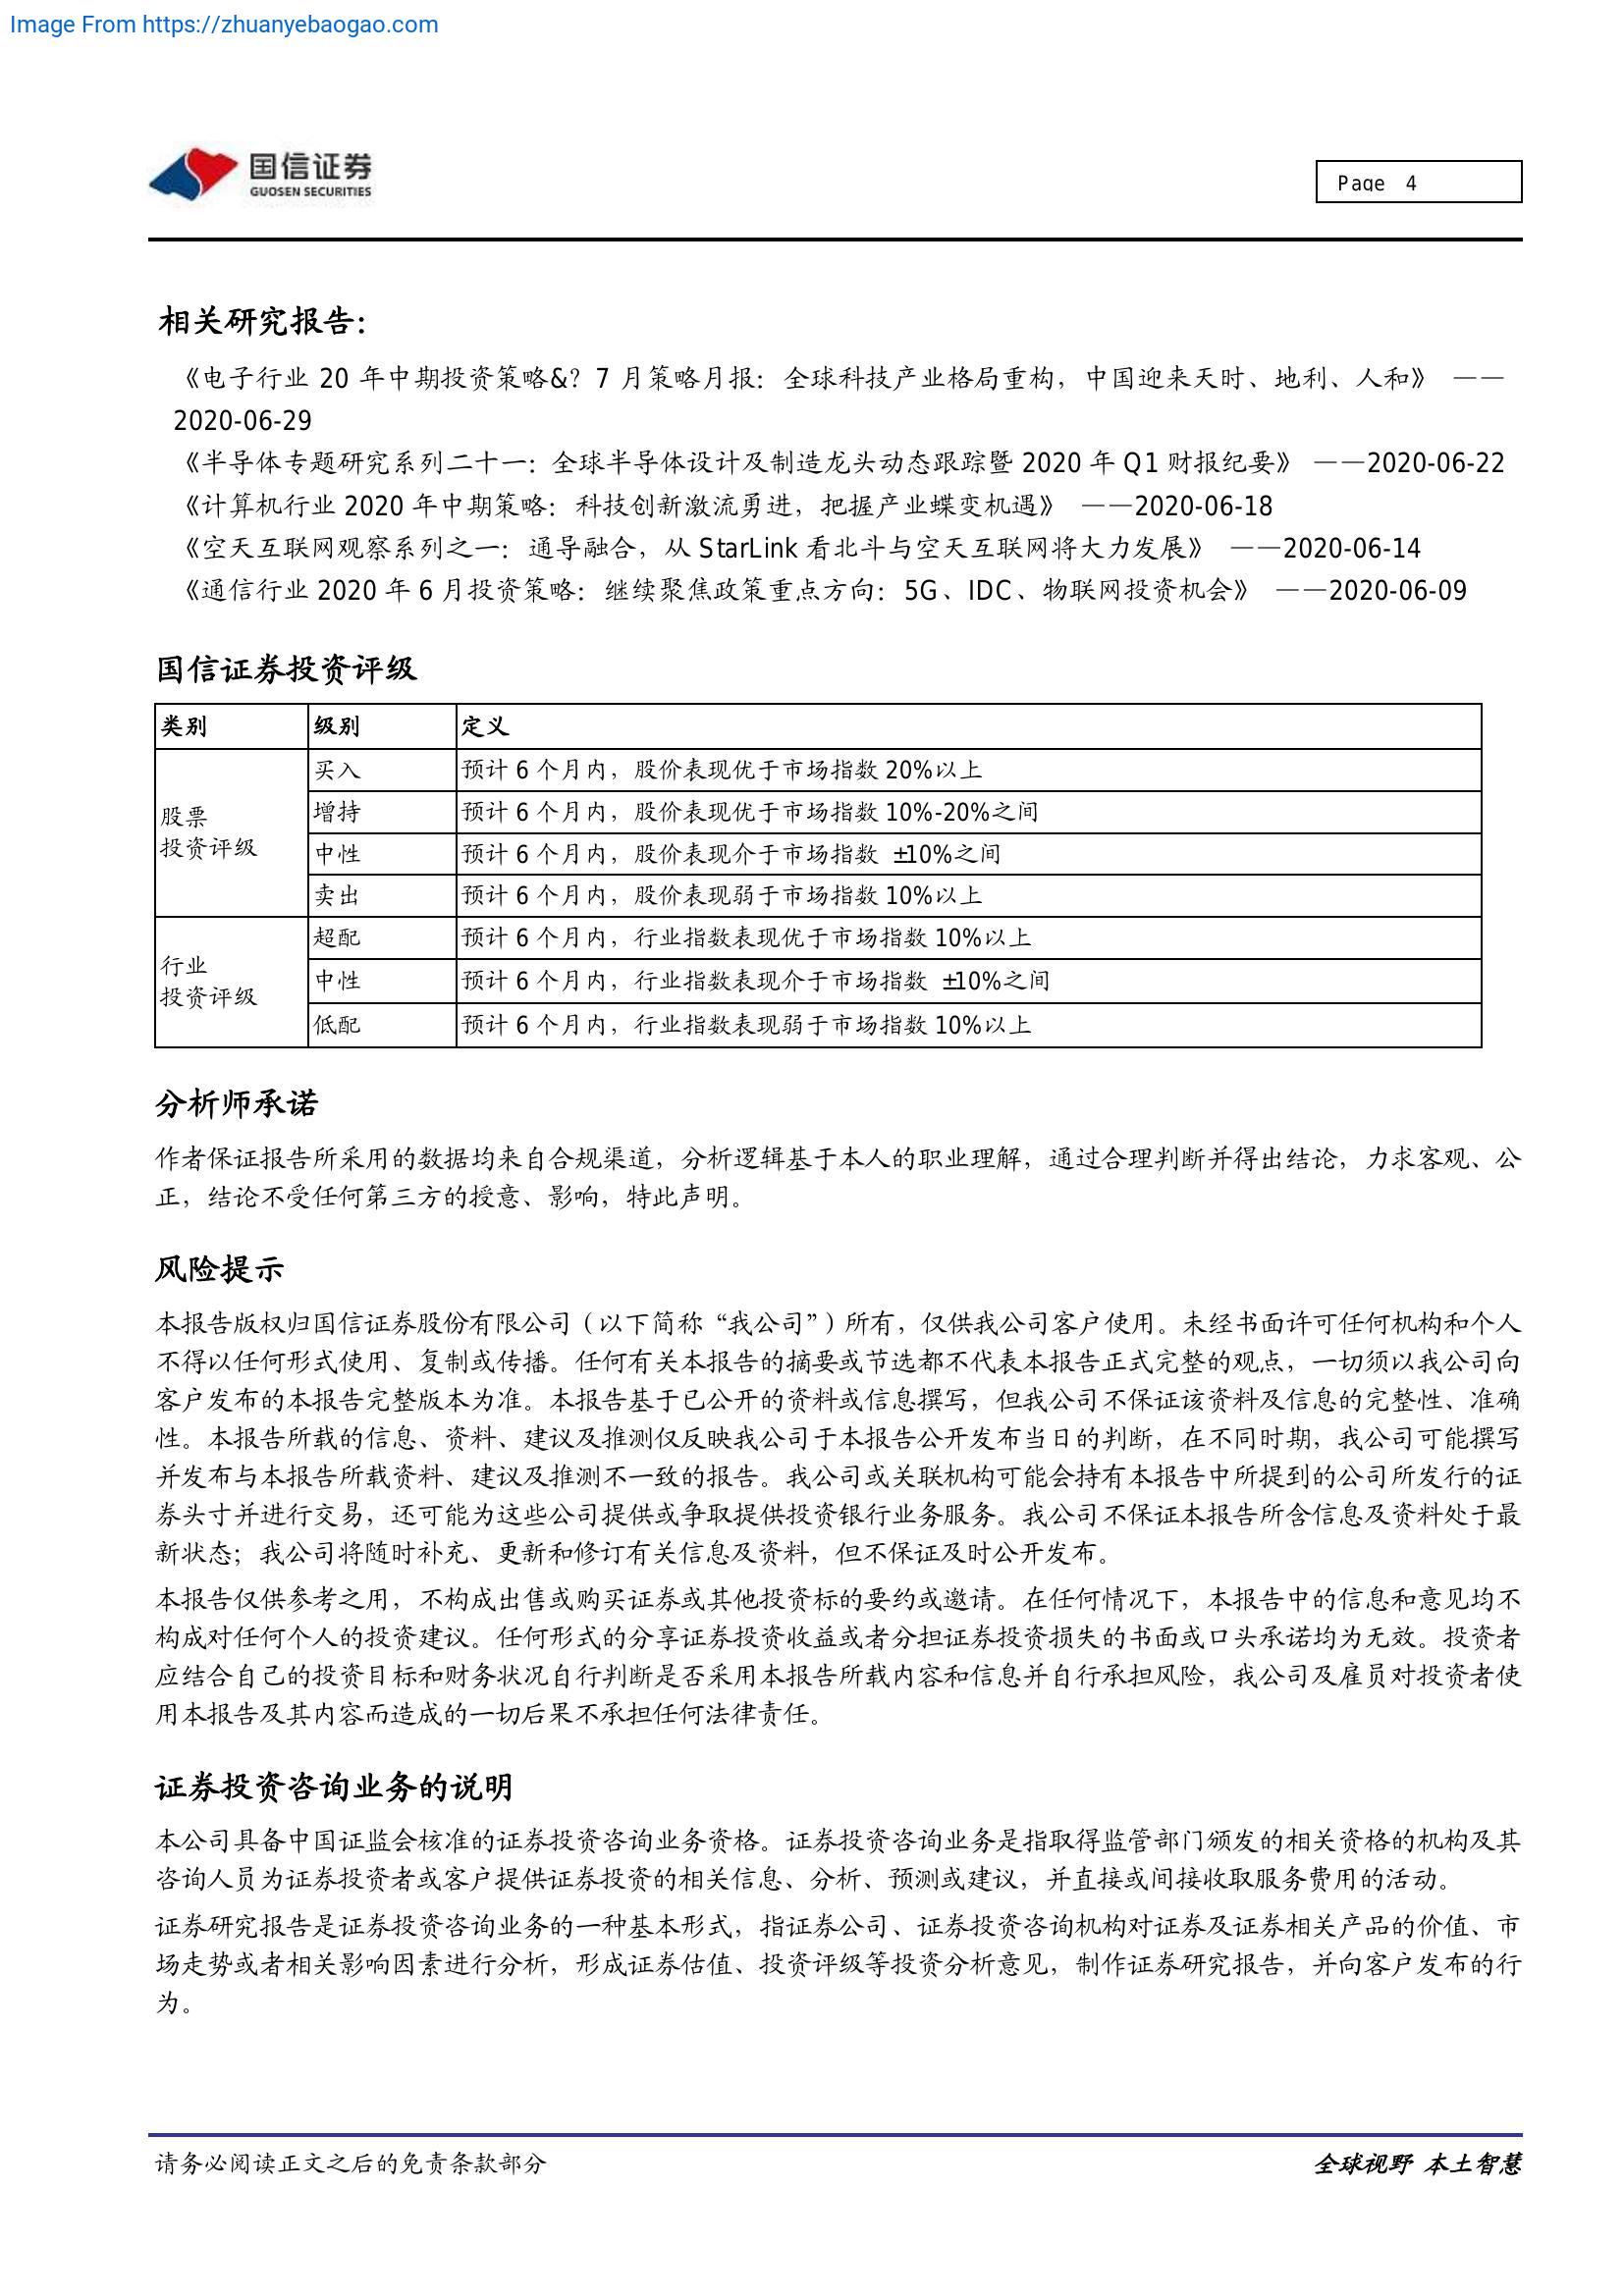 Image From https://zhuanyebaogao.com
国信证券
GUOSEN SECURITIES
Page 4
相关研究报告：
《电子行业 20 年中期投资策略&？7 月策略月报：全球科技产业格局重构，中国迎来天时、地利、人和》 ——
2020-06-29
《半导体专题研究系列二十一：全球半导体设计及制造龙头动态跟踪暨 2020 年 Q1 财报纪要》 ——2020-06-22
《计算机行业 2020 年中期策略：科技创新激流勇进，把握产业蝶变机遇》 ——2020-06-18
《空天互联网观察系列之一：通导融合，从 StarLink 看北斗与空天互联网将大力发展》 ——2020-06-14
《通信行业 2020 年 6 月投资策略：继续聚焦政策重点方向：5G、IDC、物联网投资机会》 ——2020-06-09
国信证券投资评级
类别 级别 定义
股票
投资评级
买入 预计 6 个月内，股价表现优于市场指数 20%以上
增持 预计 6 个月内，股价表现优于市场指数 10%-20%之间
中性 预计 6 个月内，股价表现介于市场指数 ±10%之间
卖出 预计 6 个月内，股价表现弱于市场指数 10%以上
行业
投资评级
超配 预计 6 个月内，行业指数表现优于市场指数 10%以上
中性 预计 6 个月内，行业指数表现介于市场指数 ±10%之间
低配 预计 6 个月内，行业指数表现弱于市场指数 10%以上
分析师承诺
作者保证报告所采用的数据均来自合规渠道，分析逻辑基于本人的职业理解，通过合理判断并得出结论，力求客观、公
正，结论不受任何第三方的授意、影响，特此声明。
风险提示
本报告版权归国信证券股份有限公司（以下简称“我公司”）所有，仅供我公司客户使用。未经书面许可任何机构和个人
不得以任何形式使用、复制或传播。任何有关本报告的摘要或节选都不代表本报告正式完整的观点，一切须以我公司向
客户发布的本报告完整版本为准。本报告基于已公开的资料或信息撰写，但我公司不保证该资料及信息的完整性、准确
性。本报告所载的信息、资料、建议及推测仅反映我公司于本报告公开发布当日的判断，在不同时期，我公司可能撰写
并发布与本报告所载资料、建议及推测不一致的报告。我公司或关联机构可能会持有本报告中所提到的公司所发行的证
券头寸并进行交易，还可能为这些公司提供或争取提供投资银行业务服务。我公司不保证本报告所含信息及资料处于最
新状态；我公司将随时补充、更新和修订有关信息及资料，但不保证及时公开发布。
本报告仅供参考之用，不构成出售或购买证券或其他投资标的要约或邀请。在任何情况下，本报告中的信息和意见均不
构成对任何个人的投资建议。任何形式的分享证券投资收益或者分担证券投资损失的书面或口头承诺均为无效。投资者
应结合自己的投资目标和财务状况自行判断是否采用本报告所载内容和信息并自行承担风险，我公司及雇员对投资者使
用本报告及其内容而造成的一切后果不承担任何法律责任。
证券投资咨询业务的说明
本公司具备中国证监会核准的证券投资咨询业务资格。证券投资咨询业务是指取得监管部门颁发的相关资格的机构及其
咨询人员为证券投资者或客户提供证券投资的相关信息、分析、预测或建议，并直接或间接收取服务费用的活动。
证券研究报告是证券投资咨询业务的一种基本形式，指证券公司、证券投资咨询机构对证券及证券相关产品的价值、市
场走势或者相关影响因素进行分析，形成证券估值、投资评级等投资分析意见，制作证券研究报告，并向客户发布的行
为。
请务必阅读正文之后的免责条款部分
全球视野 本土智慧